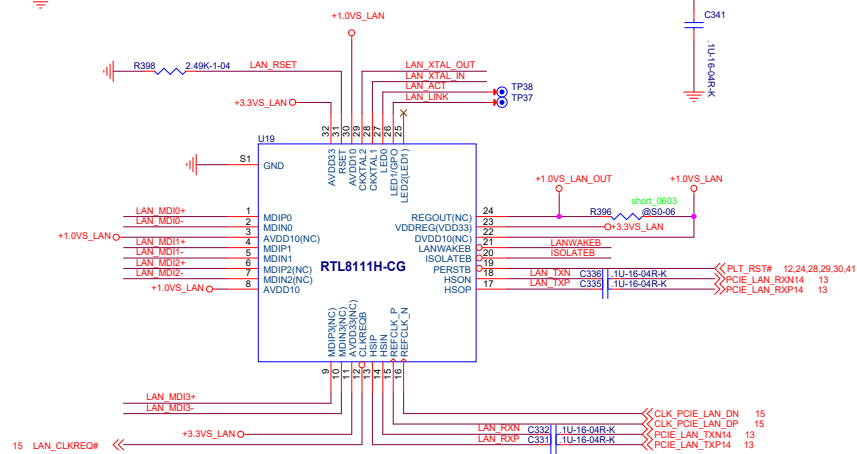 C341
.1U-16-04R-K
+1.0VS_LAN
R398 2.49K-1-04 LAN_RSET
LAN_XTAL_OUT
LAN_XTAL_IN
LAN_ACT TP38
LAN_LINK TP37
+3.3VS_LAN
32 31 30 29 28 27 26 25
U19
AVDD33
RSET
AVDD10
CKXTAL2
CKXTAL1
LED0
LED1/GPO
LED2(LED1)
S1 GND
LAN_MDI0+ 1 MDIP0
LAN_MDI0- 2 MDIN0
+1.0VS_LAN 3 AVDD10(NC)
LAN_MDI1+ 4 MDIP1
LAN_MDI1- 5 MDIN1
LAN_MDI2+ 6 MDIP2(NC)
LAN_MDI2- 7 MDIN2(NC)
+1.0VS_LAN 8 AVDD10
RTL8111H-CG
+1.0VS_LAN_OUT +1.0VS_LAN
short_0603
R396 @S0-06
REGOUT(NC) 24
VDDREG(VDD33) 23 +3.3VS_LAN
DVDD10(NC) 22
LANWAKEB 21 LANWAKEB
ISOLATEB 20 ISOLATEB
PERSTB 19 PLT_RST# 12,24,28,29,30,41
HSON 18 LAN_TXN C336 .1U-16-04R-K PCIE_LAN_RXN14 13
HSOP 17 LAN_TXP C335 .1U-16-04R-K PCIE_LAN_RXP14 13
MDIP3(NC)
MDIN3(NC)
AVDD33(NC)
CLKREQB
HSIP
HSIN
REFCLK_P
REFCLK_N
9 10 11 12 13 14 15 16
LAN_MDI3+
LAN_MDI3-
CLK_PCIE_LAN_DN 15
CLK_PCIE_LAN_DP 15
+3.3VS_LAN
LAN_RXN C332 .1U-16-04R-K PCIE_LAN_TXN14 13
LAN_RXP C331 .1U-16-04R-K PCIE_LAN_TXP14 13
15 LAN_CLKREQ#